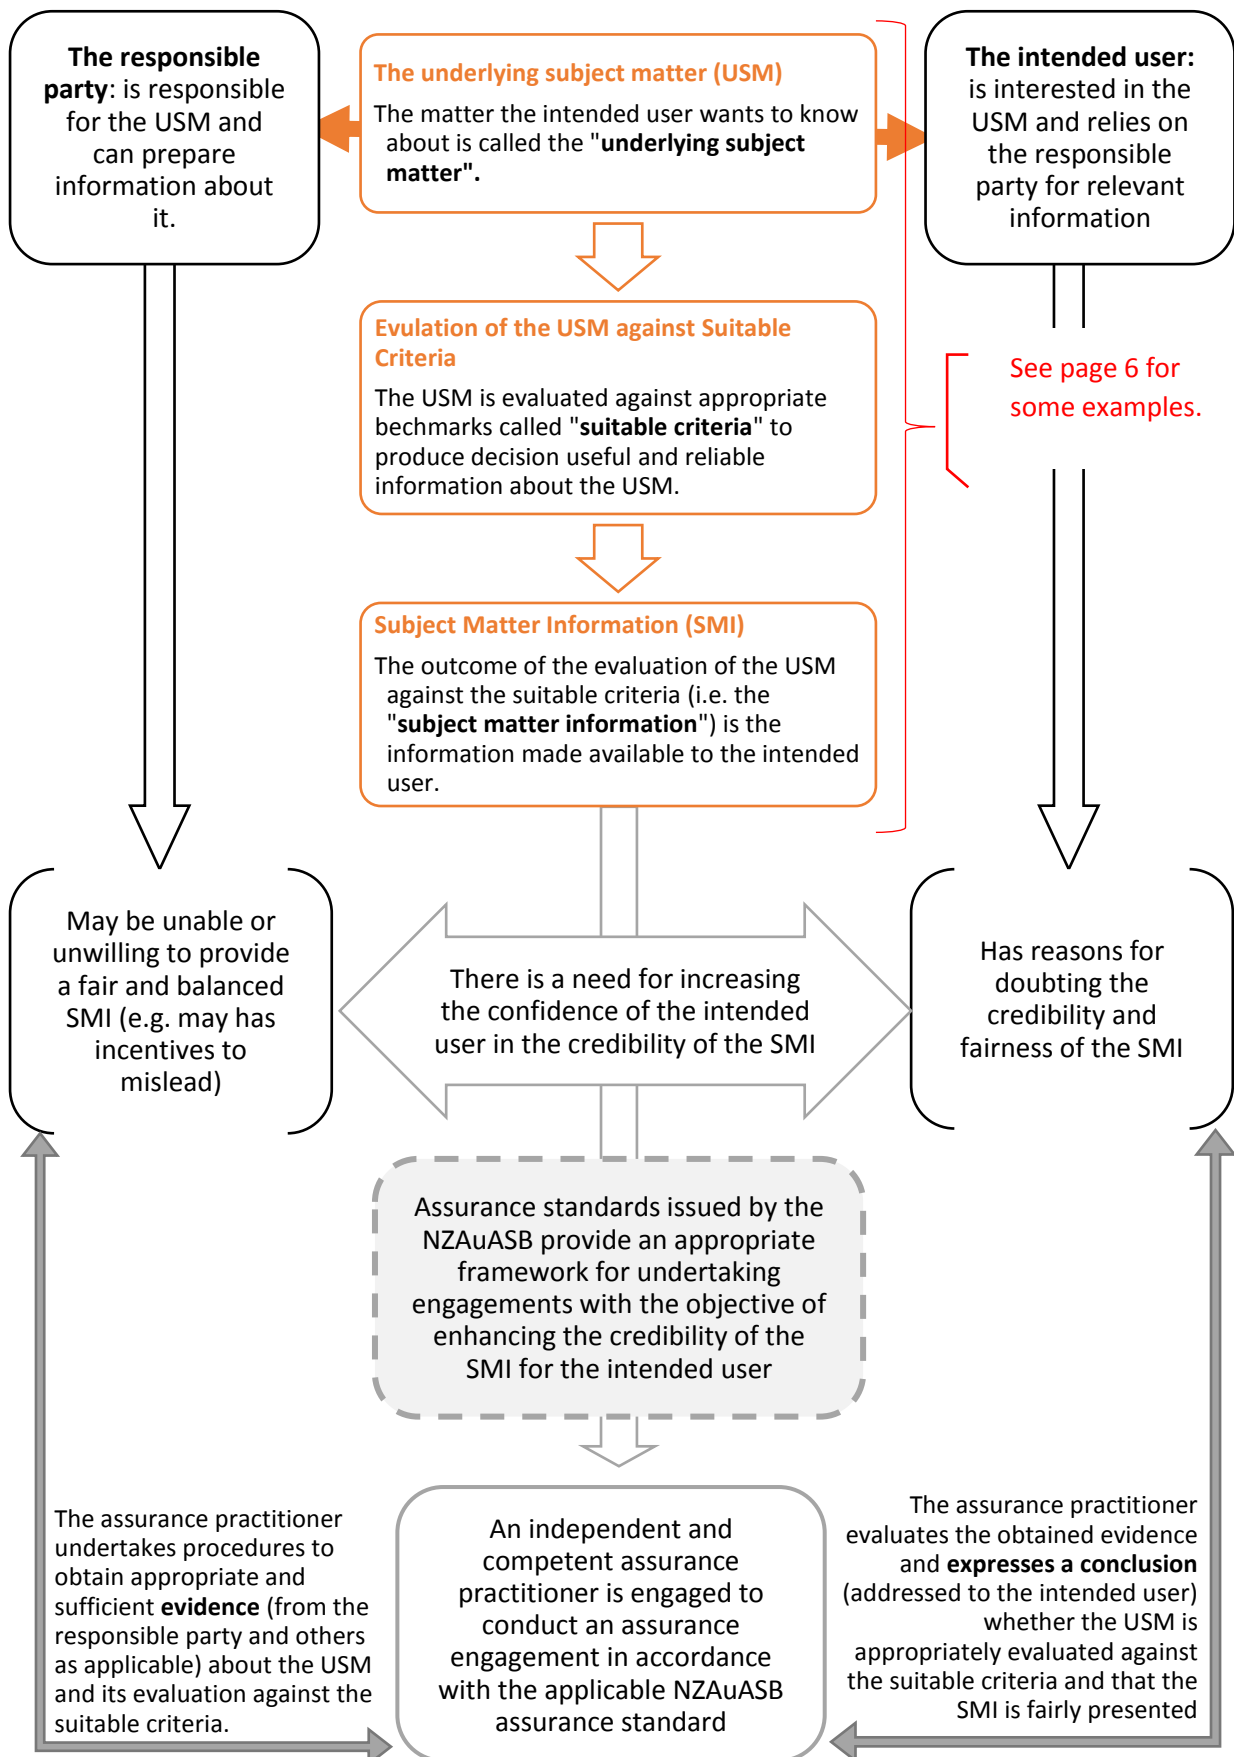 The responsible
party: is responsible
for the USM and
can prepare
information about
it.
The underlying subject matter (USM)
The matter the intended user wants to know
about is called the "underlying subject
matter".
The intended user:
is interested in the
USM and relies on
the responsible
party for relevant
information
Evulation of the USM against Suitable
Criteria
The USM is evaluated against appropriate
bechmarks called "suitable criteria" to
produce decision useful and reliable
information about the USM.
See page 6 for
some examples.
Subject Matter Information (SMI)
The outcome of the evaluation of the USM
against the suitable criteria (i.e. the
"subject matter information") is the
information made available to the intended
user.
May be unable or
unwilling to provide
a fair and balanced
SMI (e.g. may has
incentives to
mislead)
There is a need for increasing
the confidence of the intended
user in the credibility of the SMI
Has reasons for
doubting the
credibility and
fairness of the SMI
Assurance standards issued by the
NZAuASB provide an appropriate
framework for undertaking
engagements with the objective of
enhancing the credibility of the
SMI for the intended user
The assurance practitioner
undertakes procedures to
obtain appropriate and
sufficient evidence (from the
responsible party and others
as applicable) about the USM
and its evaluation against the
suitable criteria.
An independent and
competent assurance
practitioner is engaged to
conduct an assurance
engagement in accordance
with the applicable NZAuASB
assurance standard
The assurance practitioner
evaluates the obtained evidence
and expresses a conclusion
(addressed to the intended user)
whether the USM is
appropriately evaluated against
the suitable criteria and that the
SMI is fairly presented